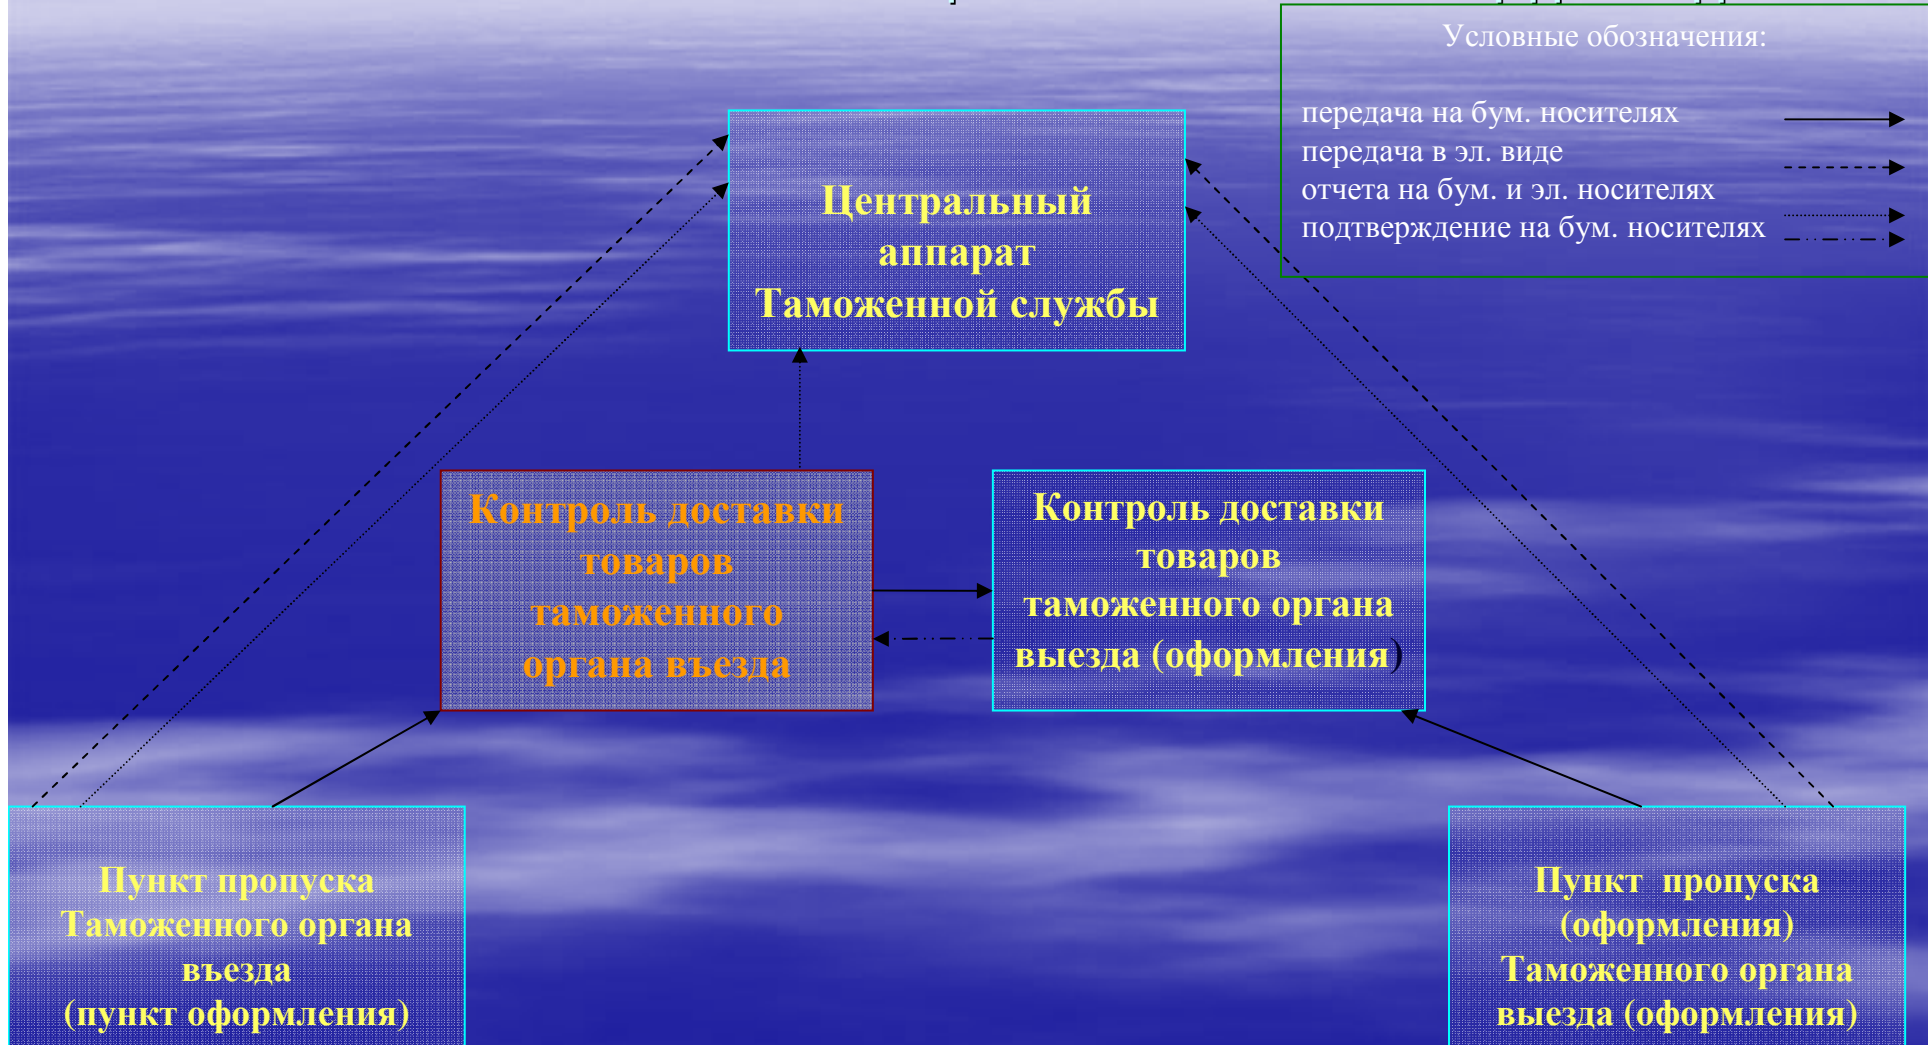 Условные обозначения:
передача на бум. носителях
передача в эл. виде
отчета на бум. и эл. носителях
подтверждение на бум. носителях
Центральный
аппарат
Таможенной службы
Контроль доставки
товаров
таможенного
органа въезда
Контроль доставки
товаров
таможенного органа
выезда (оформления)
Пункт пропуска
Таможенного органа
въезда
(пункт оформления)
Пункт пропуска
(оформления)
Таможенного органа
выезда (оформления)